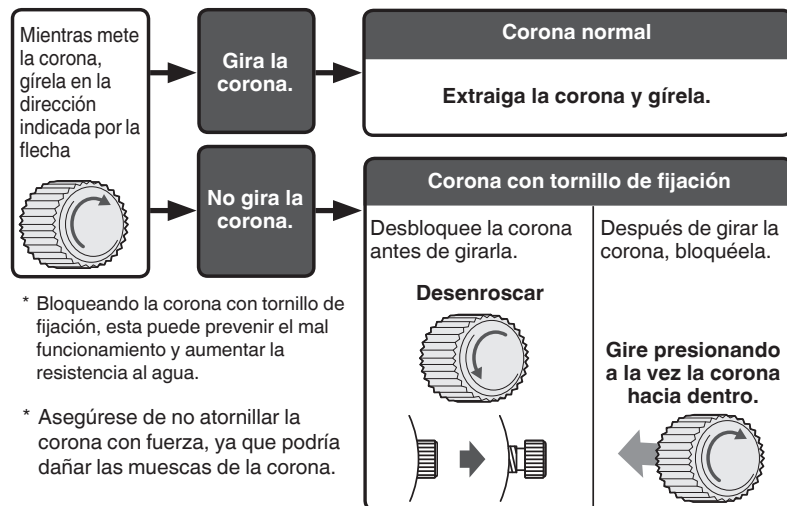 Mientras mete
la corona,
gírela en la
dirección
indicada por la
flecha
Gira la
corona.
Corona normal
Extraiga la corona y gírela.
No gira la
corona.
Corona con tornillo de fijación
Desbloquee la corona
antes de girarla.
Desenroscar
Después de girar la
corona, bloquéela.
Gire presionando
a la vez la corona
hacia dentro.
* Bloqueando la corona con tornillo de
fijación, esta puede prevenir el mal
funcionamiento y aumentar la
resistencia al agua.
* Asegúrese de no atornillar la
corona con fuerza, ya que podría
dañar las muescas de la corona.